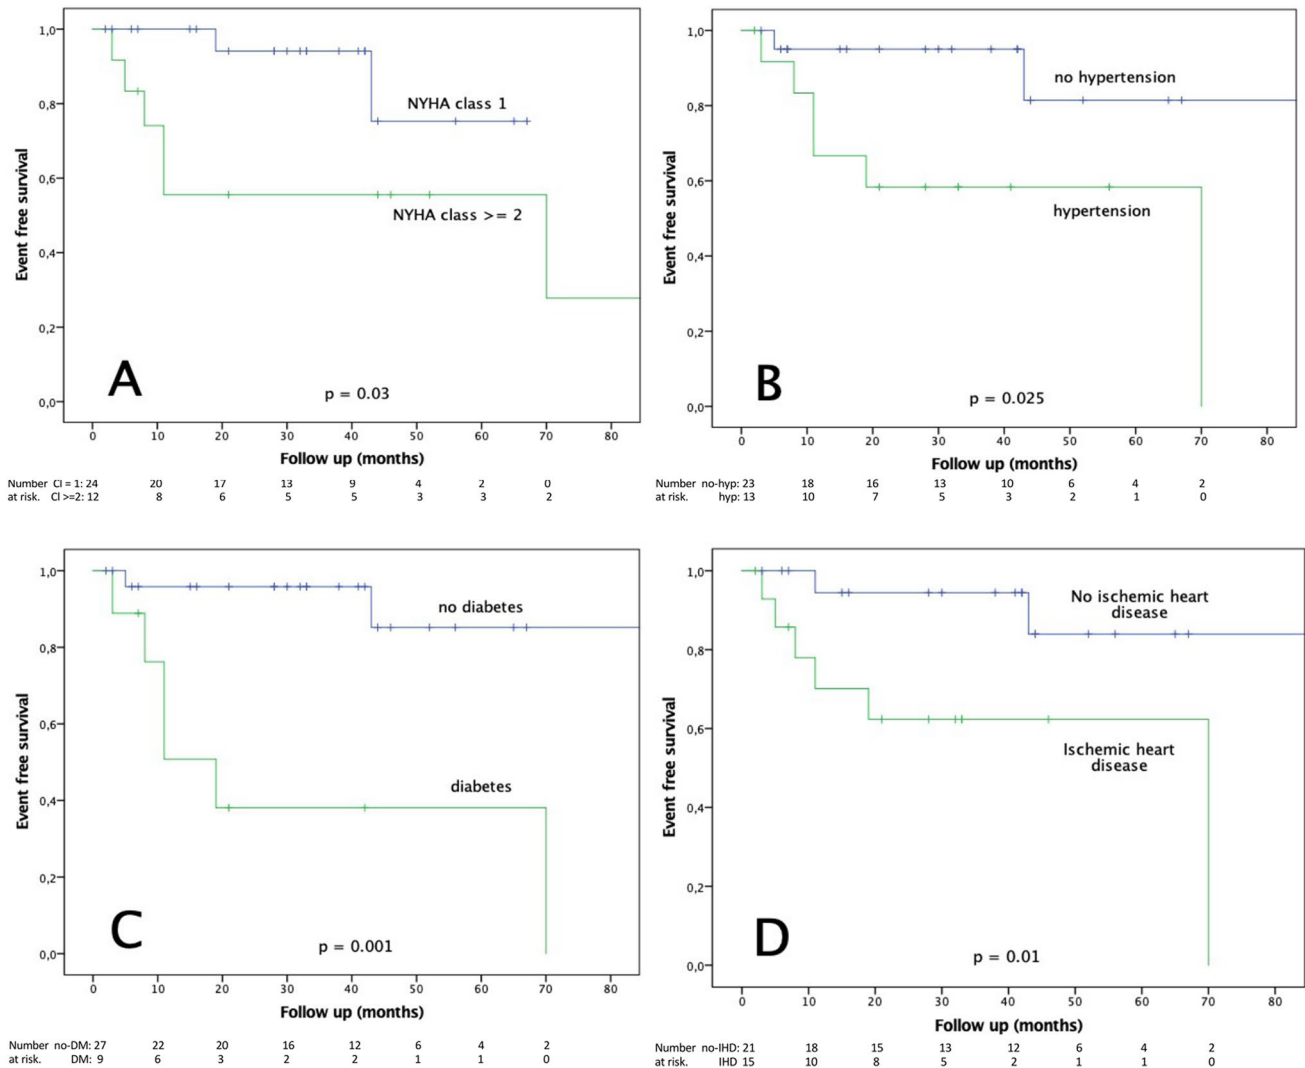 1,0
0,8
0,6
0,4
0,2
0,0
Event free survival
NYHA class 1
NYHA class >= 2
A
p = 0.03
0 10 20 30 40 50 60 70 80
Follow up (months)
Number Cl = 1: 24 20 17 13 9 4 2 0
at risk. Cl >=2: 12 8 6 5 5 3 3 2
1,0
0,8
0,6
0,4
0,2
0,0
Event free survival
no hypertension
hypertension
B
p = 0.025
0 10 20 30 40 50 60 70 80
Follow up (months)
Number no-hyp: 23 18 16 13 10 6 4 2
at risk. hyp: 13 10 7 5 3 2 1 0
1,0
0,8
0,6
0,4
0,2
0,0
Event free survival
no diabetes
diabetes
C
p = 0.001
0 10 20 30 40 50 60 70 80
Follow up (months)
Number no-DM: 27 22 20 16 12 6 4 2
at risk. DM: 9 6 3 2 2 1 1 0
1,0
0,8
0,6
0,4
0,2
0,0
Event free survival
No ischemic heart
disease
Ischemic heart
disease
D
p = 0.01
0 10 20 30 40 50 60 70 80
Follow up (months)
Number no-IHD: 21 18 15 13 12 6 4 2
at risk. IHD 15 10 8 5 2 1 1 0